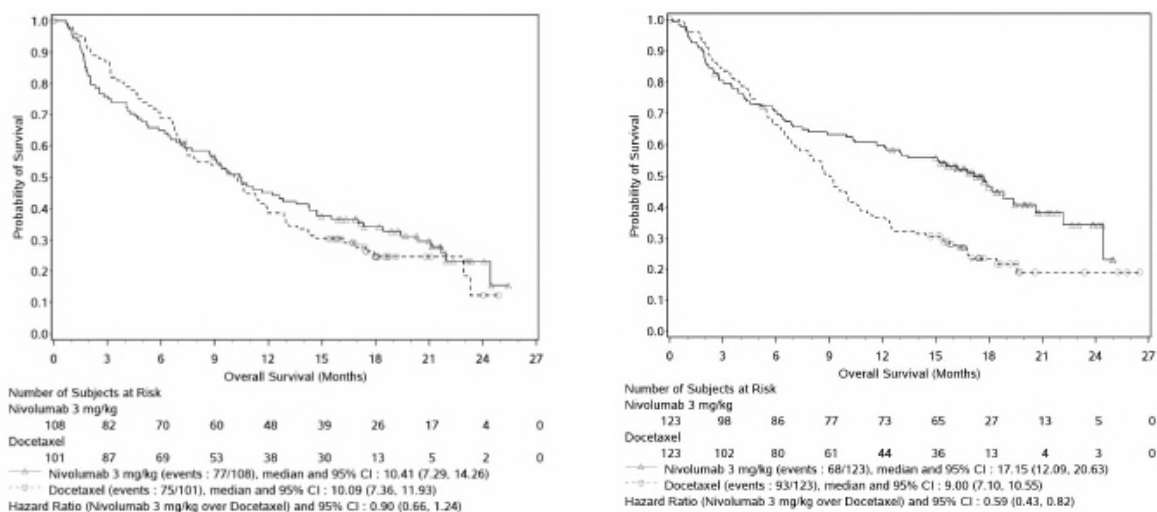 1.0
0.9
0.8
0.7
0.6
0.5
0.4
0.3
0.2
0.1
0.0
Probability of Survival
0 3 6 9 12 15 18 21 24 27
Overall Survival (Months)
Number of Subjects at Risk
Nivolumab 3 mg/kg
108 82 70 60 48 39 26 17 4 0
Docetaxel
101 87 69 53 38 30 13 5 2 0
Nivolumab 3 mg/kg (events : 77/108), median and 95% CI : 10.41 (7.29, 14.26)
Docetaxel (events : 75/101), median and 95% CI : 10.09 (7.36, 11.93)
Hazard Ratio (Nivolumab 3 mg/kg over Docetaxel) and 95% CI : 0.90 (0.66, 1.24)
1.0
0.9
0.8
0.7
0.6
0.5
0.4
0.3
0.2
0.1
0.0
Probability of Survival
0 3 6 9 12 15 18 21 24 27
Overall Survival (Months)
Number of Subjects at Risk
Nivolumab 3 mg/kg
123 98 86 77 73 65 27 13 5 0
Docetaxel
123 102 80 61 44 36 13 4 3 0
Nivolumab 3 mg/kg (events : 68/123), median and 95% CI : 17.15 (12.09, 20.63)
Docetaxel (events : 93/123), median and 95% CI : 9.00 (7.10, 10.55)
Hazard Ratio (Nivolumab 3 mg/kg over Docetaxel) and 95% CI : 0.59 (0.43, 0.82)